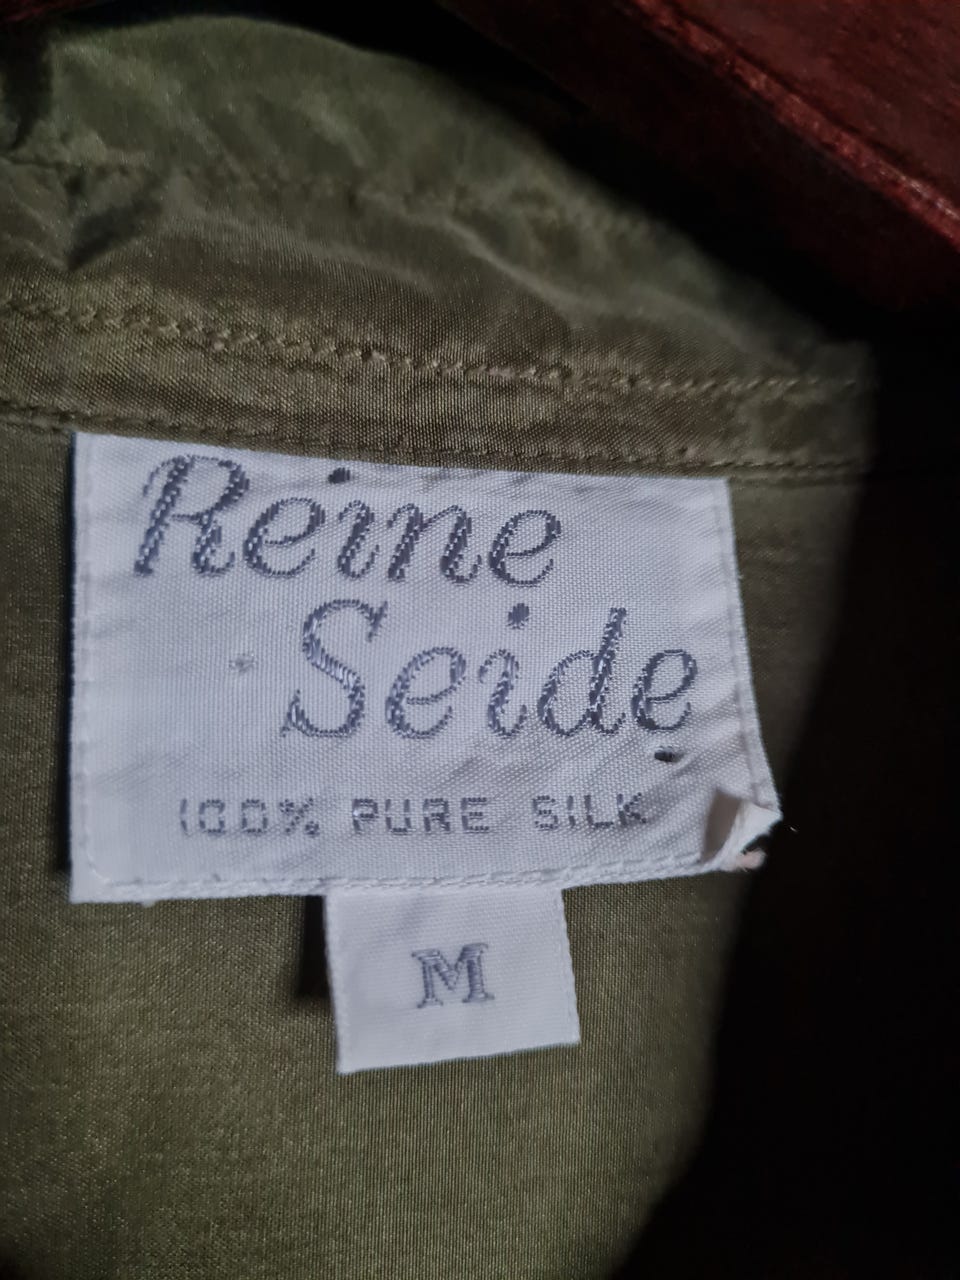 Reine
Seide
100% PURE SILK
M